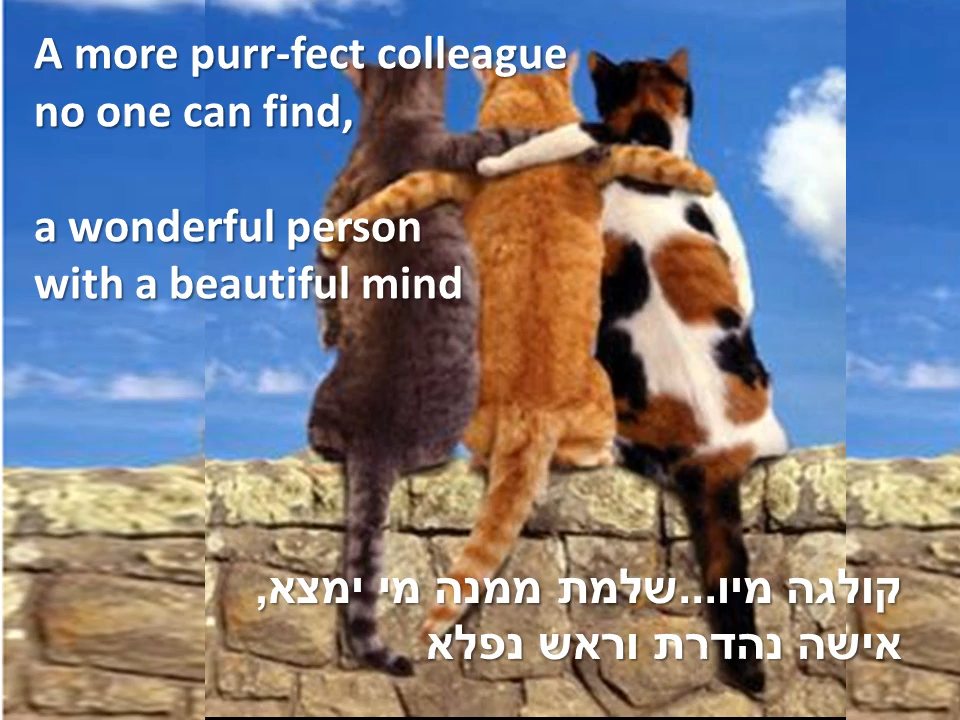 A more purr-fect colleague
no one can find,
a wonderful person
with a beautiful mind
קולגה מיו...שלמת ממנה מי ימצא,
אישה נהדרת וראש נפלא